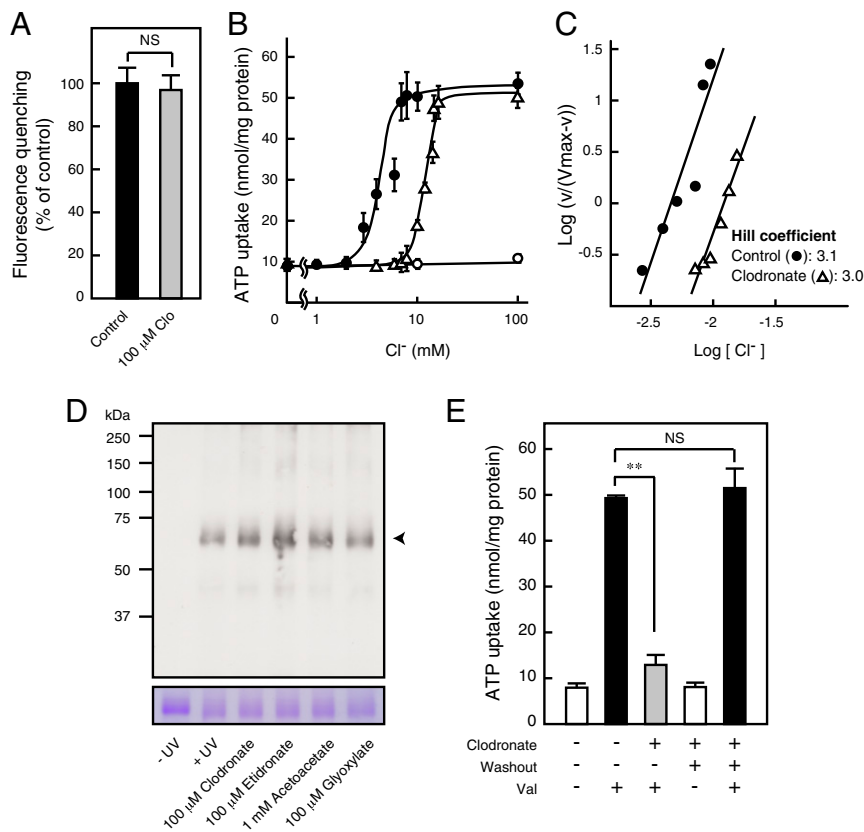 A
NS
Fluorescence quenching
(% of control)
100
80
60
40
20
0
Control
100 μM Clo
B
ATP uptake (nmol/mg protein)
60
50
40
30
20
10
0
1
10
100
Cl⁻ (mM)
C
Log (v/(Vmax-v))
1.5
1
0.5
0
-0.5
-2.5
-2
-1.5
Log [ Cl⁻ ]
Hill coefficient
Control (●): 3.1
Clodronate (△): 3.0
D
kDa
250
150
100
75
50
37
- UV
+ UV
100 μM Clodronate
100 μM Etidronate
1 mM Acetoacetate
100 μM Glyoxylate
E
ATP uptake (nmol/mg protein)
60
50
40
30
20
10
0
NS
**
Clodronate - - + + +
Washout - - - + +
Val - + + - +